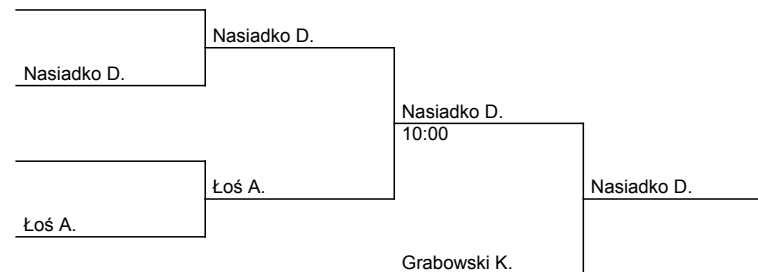 Nasiadko D.
Nasiadko D.
Nasiadko D.
10:00
Łoś A.
Nasiadko D.
Łoś A.
Grabowski K.